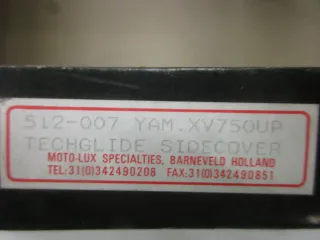 512-007 YAM.XV750UP
TECHGLIDE SIDECOVER
MOTO-LUX SPECIALTIES, BARNEVELD HOLLAND
TEL:31(0)342490208 FAX:31(0)342490851